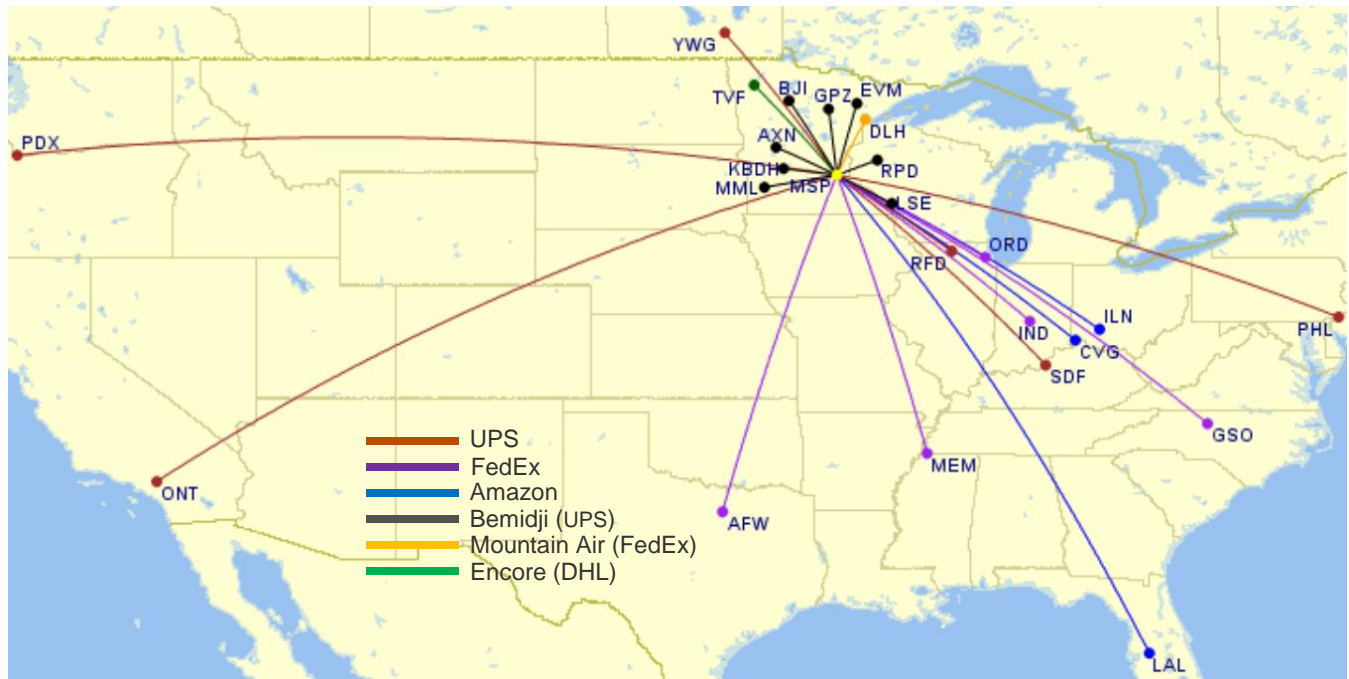 YWG
BJI
GPZ
EVM
TVF
DLH
AXN
PDX
KBDH
RPD
MML
MSP
LSE
ORD
RFD
ILN
IND
PHL
CVG
SDF
GSO
UPS
MEM
FedEx
ONT
Amazon
Bemidji (UPS)
AFW
Mountain Air (FedEx)
Encore (DHL)
LAL